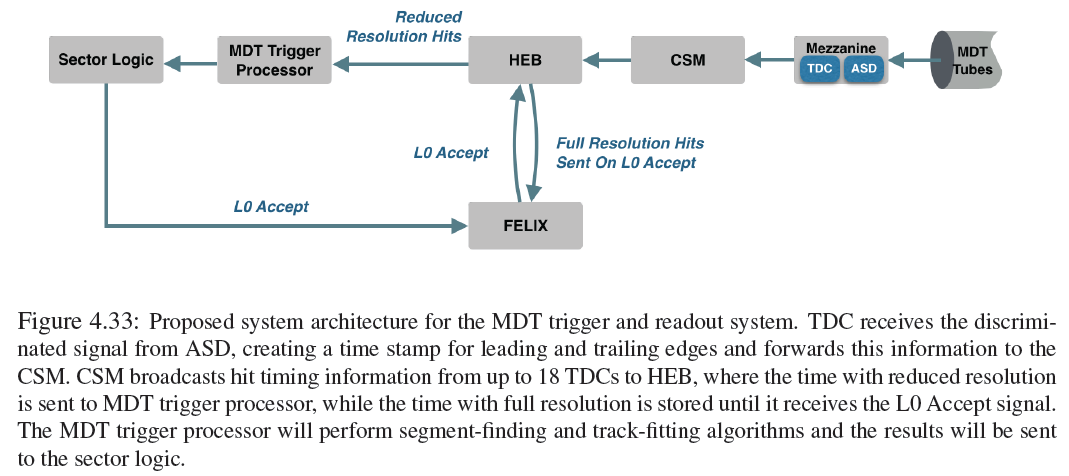 Reduced
Resolution Hits
Sector Logic
MDT Trigger
Processor
HEB
CSM
Mezzanine
TDC
ASD
MDT
Tubes
L0 Accept
Full Resolution Hits
Sent On L0 Accept
L0 Accept
FELIX
Figure 4.33: Proposed system architecture for the MDT trigger and readout system. TDC receives the discrimi-
nated signal from ASD, creating a time stamp for leading and trailing edges and forwards this information to the
CSM. CSM broadcasts hit timing information from up to 18 TDCs to HEB, where the time with reduced resolution
is sent to MDT trigger processor, while the time with full resolution is stored until it receives the L0 Accept signal.
The MDT trigger processor will perform segment-finding and track-fitting algorithms and the results will be sent
to the sector logic.